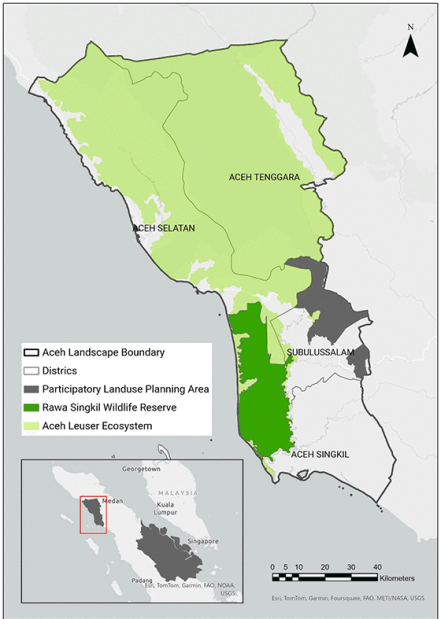 N
ACEH TENGGARA
ACEH SELATAN
SUBULUSSALAM
ACEH SINGKIL
Aceh Landscape Boundary
Districs
Participatory Landuse Planning Area
Rawa Singkil Wildlife Reserve
Aceh Leuser Ecosystem
Georgetown
MALAYSIA
Medan
Kuala
Lumpur
Singapore
Padang
Esri, TomTom, Garmin, FAO, NOAA,
USGS
0 5 10 20 30 40
Kilometers
Esri, TomTom, Garmin, Foursquare, FAO, METI/NASA, USGS